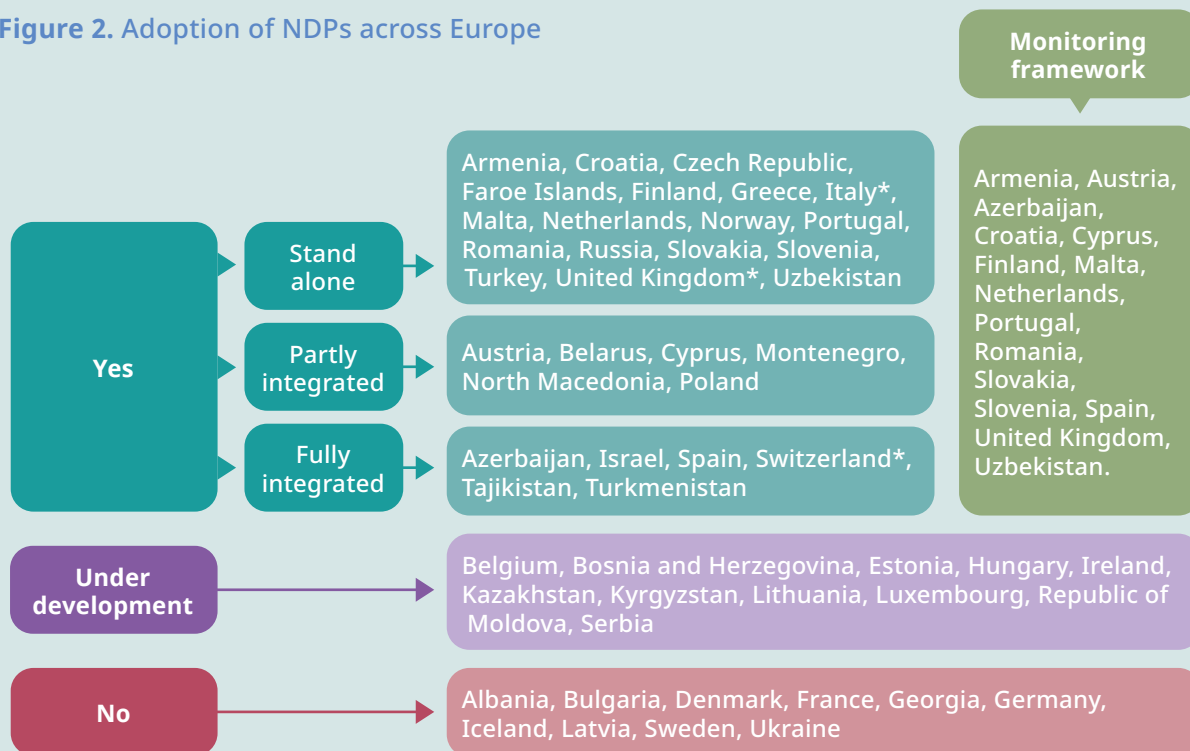 Figure 2. Adoption of NDPs across Europe
Monitoring
framework
Yes
Stand
alone
Armenia, Croatia, Czech Republic,
Faroe Islands, Finland, Greece, Italy*,
Malta, Netherlands, Norway, Portugal,
Romania, Russia, Slovakia, Slovenia,
Turkey, United Kingdom*, Uzbekistan
Partly
integrated
Austria, Belarus, Cyprus, Montenegro,
North Macedonia, Poland
Fully
integrated
Azerbaijan, Israel, Spain, Switzerland*,
Tajikistan, Turkmenistan
Armenia, Austria,
Azerbaijan,
Croatia, Cyprus,
Finland, Malta,
Netherlands,
Portugal,
Romania,
Slovakia,
Slovenia, Spain,
United Kingdom,
Uzbekistan.
Under
development
Belgium, Bosnia and Herzegovina, Estonia, Hungary, Ireland,
Kazakhstan, Kyrgyzstan, Lithuania, Luxembourg, Republic of
Moldova, Serbia
No
Albania, Bulgaria, Denmark, France, Georgia, Germany,
Iceland, Latvia, Sweden, Ukraine